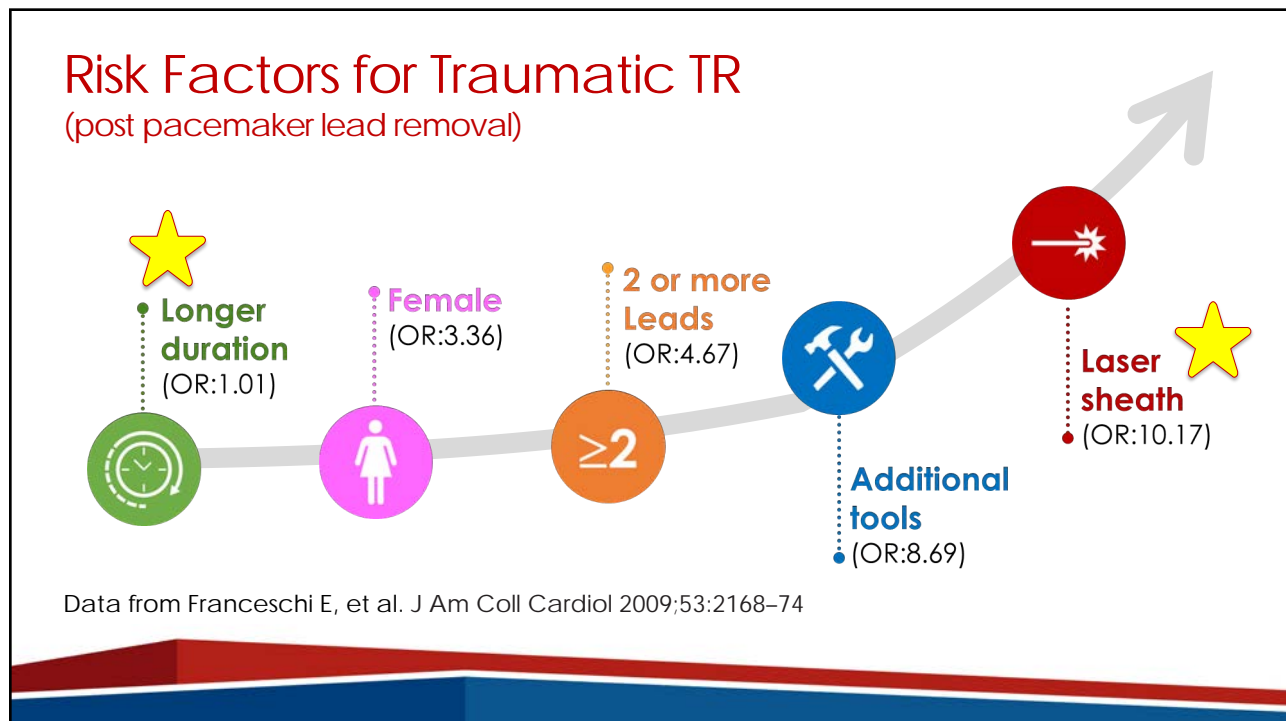 Risk Factors for Traumatic TR
(post pacemaker lead removal)
Longer
duration
(OR:1.01)
Female
(OR:3.36)
2 or more
Leads
(OR:4.67)
≥2
Additional
tools
(OR:8.69)
Laser
sheath
(OR:10.17)
Data from Franceschi E, et al. J Am Coll Cardiol 2009;53:2168–74